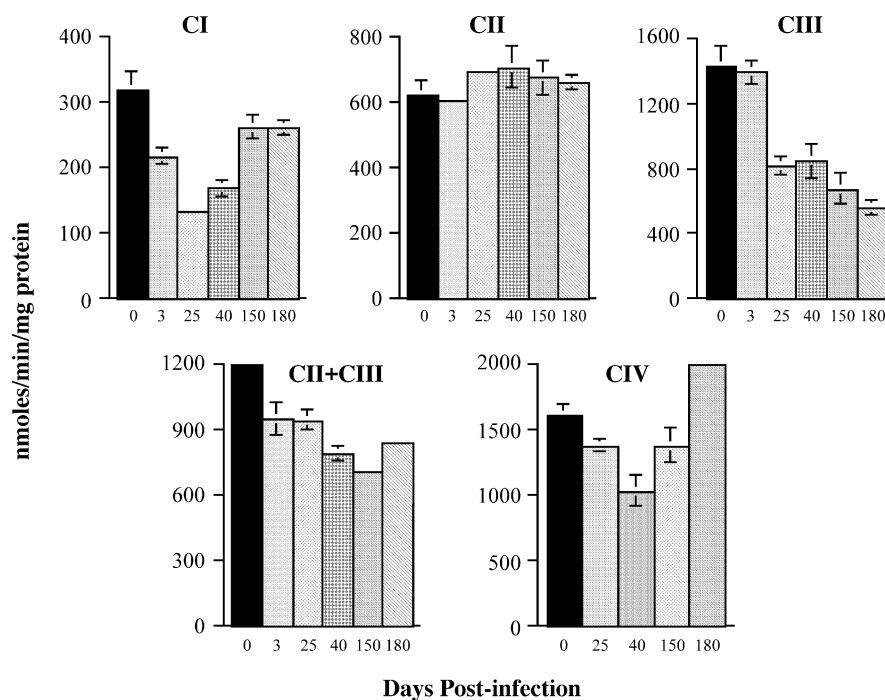 CI
400
300
200
100
0
0 3 25 40 150 180
CII
800
600
400
200
0
0 3 25 40 150 180
CIII
1600
1200
800
400
0
0 3 25 40 150 180
nmoles/min/mg protein
CII+CIII
1200
900
600
300
0
0 3 25 40 150 180
CIV
2000
1500
1000
500
0
0 25 40 150 180
Days Post-infection